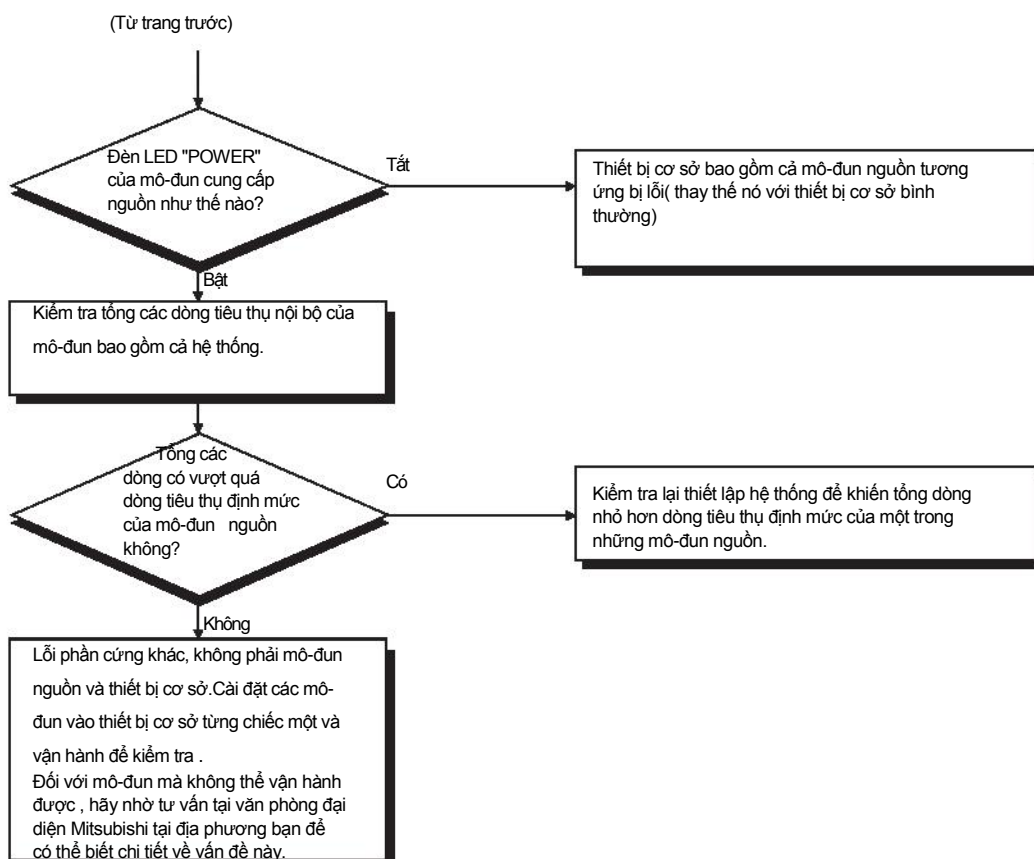 (Từ trang trước)
Đèn LED "POWER"
của mô-đun cung cấp
nguồn như thế nào?
Tắt
Thiết bị cơ sở bao gồm cả mô-đun nguồn tương
ứng bị lỗi( thay thế nó với thiết bị cơ sở bình
thường)
Bật
Kiểm tra tổng các dòng tiêu thụ nội bộ của
mô-đun bao gồm cả hệ thống.
Tổng các
dòng có vượt quá
dòng tiêu thụ định mức
của mô-đun nguồn
không?
Có
Kiểm tra lại thiết lập hệ thống để khiến tổng dòng
nhỏ hơn dòng tiêu thụ định mức của một trong
những mô-đun nguồn.
Không
Lỗi phần cứng khác, không phải mô-đun
nguồn và thiết bị cơ sở.Cài đặt các mô-
đun vào thiết bị cơ sở từng chiếc một và
vận hành để kiểm tra .
Đối với mô-đun mà không thể vận hành
được , hãy nhờ tư vấn tại văn phòng đại
diện Mitsubishi tại địa phương bạn để
có thể biết chi tiết về vấn đề này.